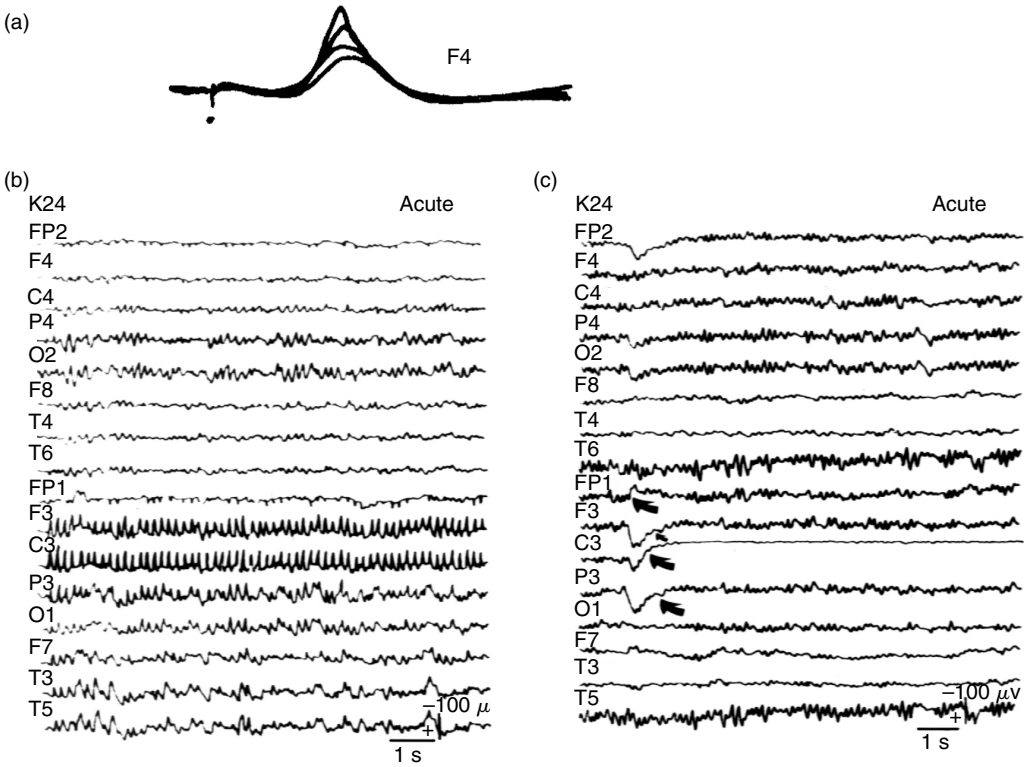 (a)
F4
(b)
K24 Acute
FP2
F4
C4
P4
O2
F8
T4
T6
FP1
F3
C3
P3
O1
F7
T3
T5
−100 μ
+
1 s
(c)
K24 Acute
FP2
F4
C4
P4
O2
F8
T4
T6
FP1
F3
C3
P3
O1
F7
T3
T5
−100 μv
+
1 s